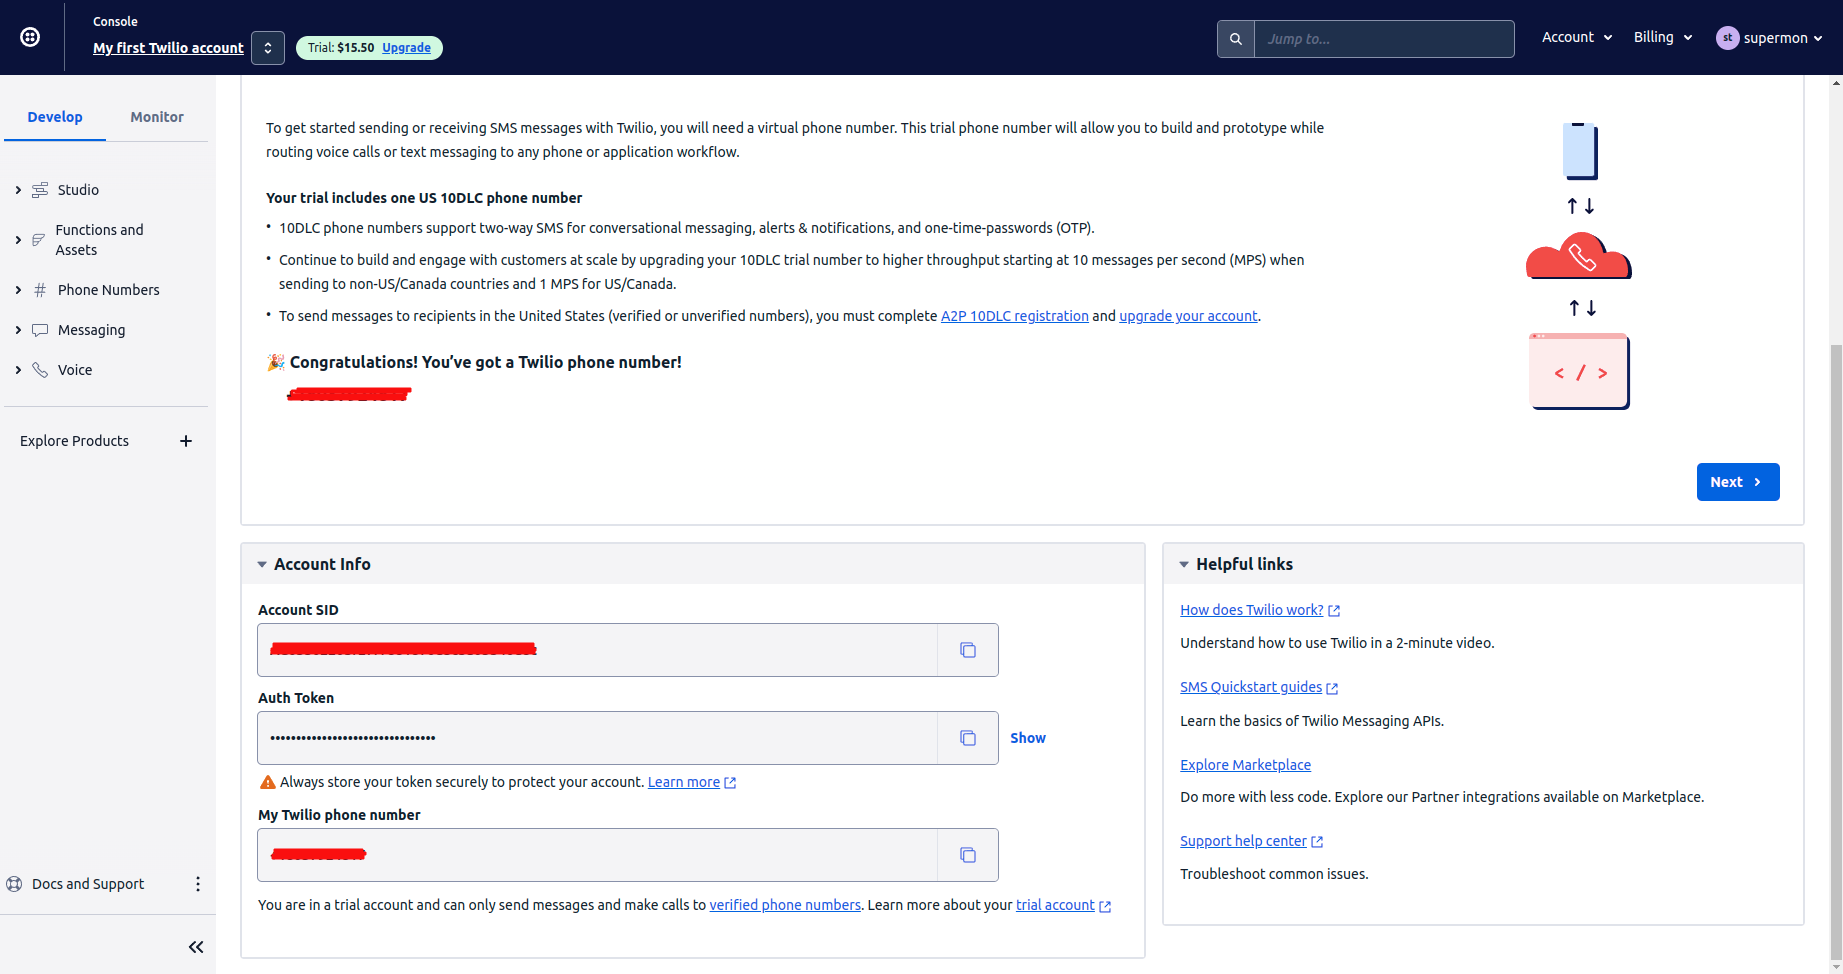 Console
My first Twilio account
Trial: $15.50 Upgrade
Jump to...
Account
Billing
st
supermon
Develop
Monitor
Studio
Functions and
Assets
Phone Numbers
Messaging
Voice
Explore Products
+
Docs and Support
To get started sending or receiving SMS messages with Twilio, you will need a virtual phone number. This trial phone number will allow you to build and prototype while
routing voice calls or text messaging to any phone or application workflow.
Your trial includes one US 10DLC phone number
• 10DLC phone numbers support two-way SMS for conversational messaging, alerts & notifications, and one-time-passwords (OTP).
• Continue to build and engage with customers at scale by upgrading your 10DLC trial number to higher throughput starting at 10 messages per second (MPS) when
sending to non-US/Canada countries and 1 MPS for US/Canada.
• To send messages to recipients in the United States (verified or unverified numbers), you must complete A2P 10DLC registration and upgrade your account.
🎉 Congratulations! You’ve got a Twilio phone number!
< / >
Next
Account Info
Account SID
Auth Token
••••••••••••••••••••••••••••••••
Show
Always store your token securely to protect your account. Learn more
My Twilio phone number
You are in a trial account and can only send messages and make calls to verified phone numbers. Learn more about your trial account
Helpful links
How does Twilio work?
Understand how to use Twilio in a 2-minute video.
SMS Quickstart guides
Learn the basics of Twilio Messaging APIs.
Explore Marketplace
Do more with less code. Explore our Partner integrations available on Marketplace.
Support help center
Troubleshoot common issues.